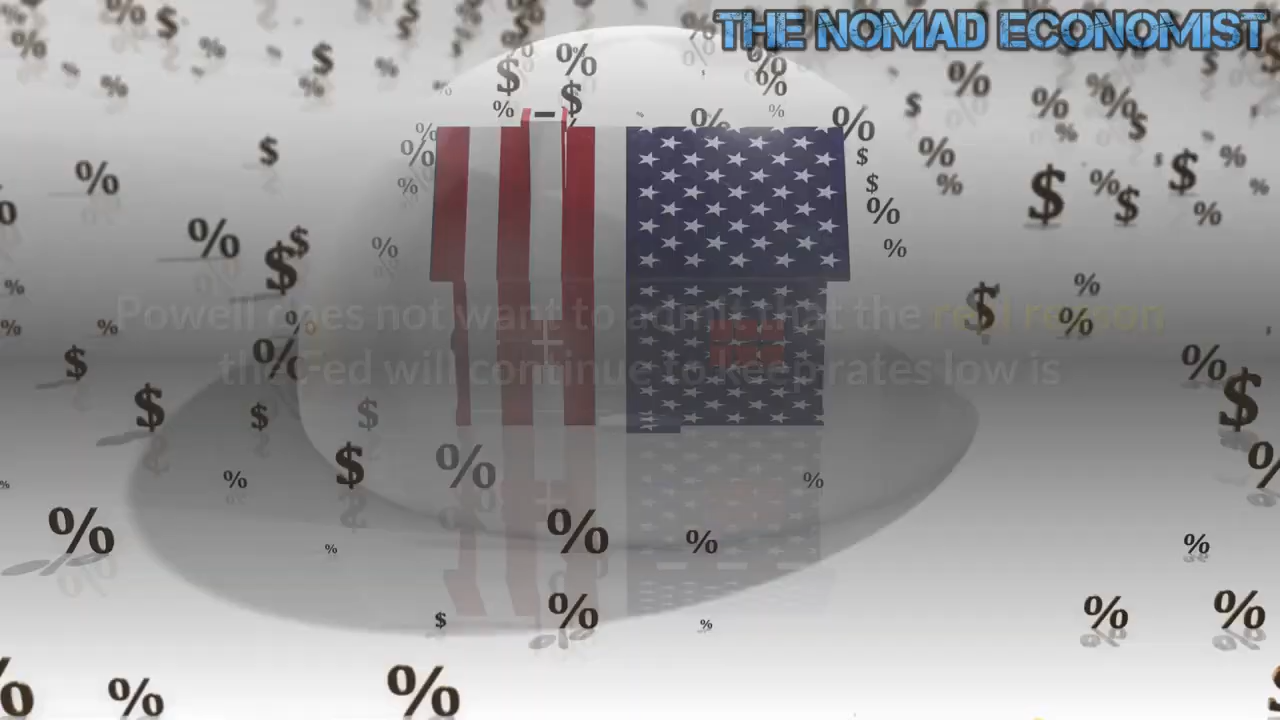 THE NOMAD ECONOMIST
Powell does not want to admit that the real reason
the Fed will continue to keep rates low is